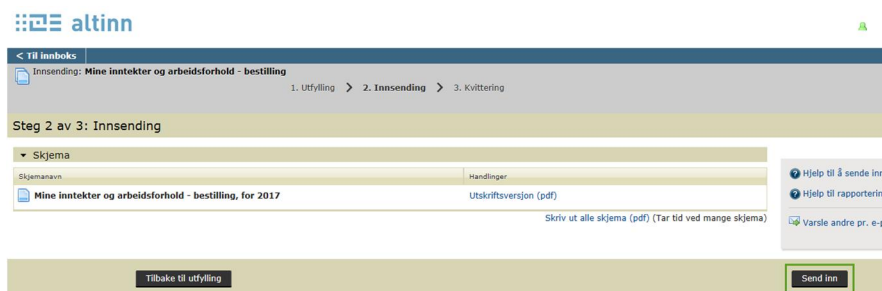 altinn
< Til innboks
Innsending: Mine inntekter og arbeidsforhold - bestilling
1. Utfylling > 2. Innsending > 3. Kvittering
Steg 2 av 3: Innsending
Skjema
Skjemanavn Handlinger
Mine inntekter og arbeidsforhold - bestilling, for 2017 Utskriftsversjon (pdf)
Skriv ut alle skjema (pdf) (Tar tid ved mange skjema)
Hjelp til å sende inn
Hjelp til rapporterin
Varsle andre pr. e-p
Tilbake til utfylling Send inn